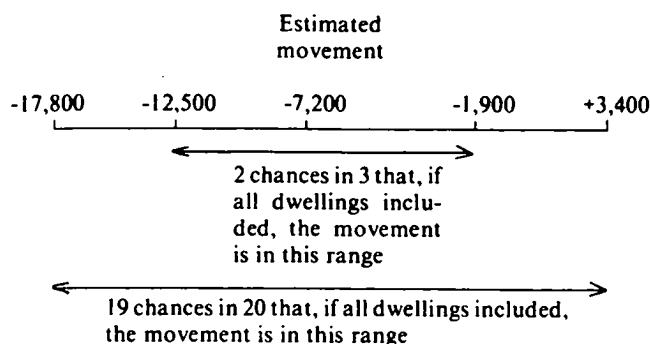 Estimated
movement
-17,800 -12,500 -7,200 -1,900 +3,400
2 chances in 3 that, if
all dwellings inclu-
ded, the movement
is in this range
19 chances in 20 that, if all dwellings included,
the movement is in this range